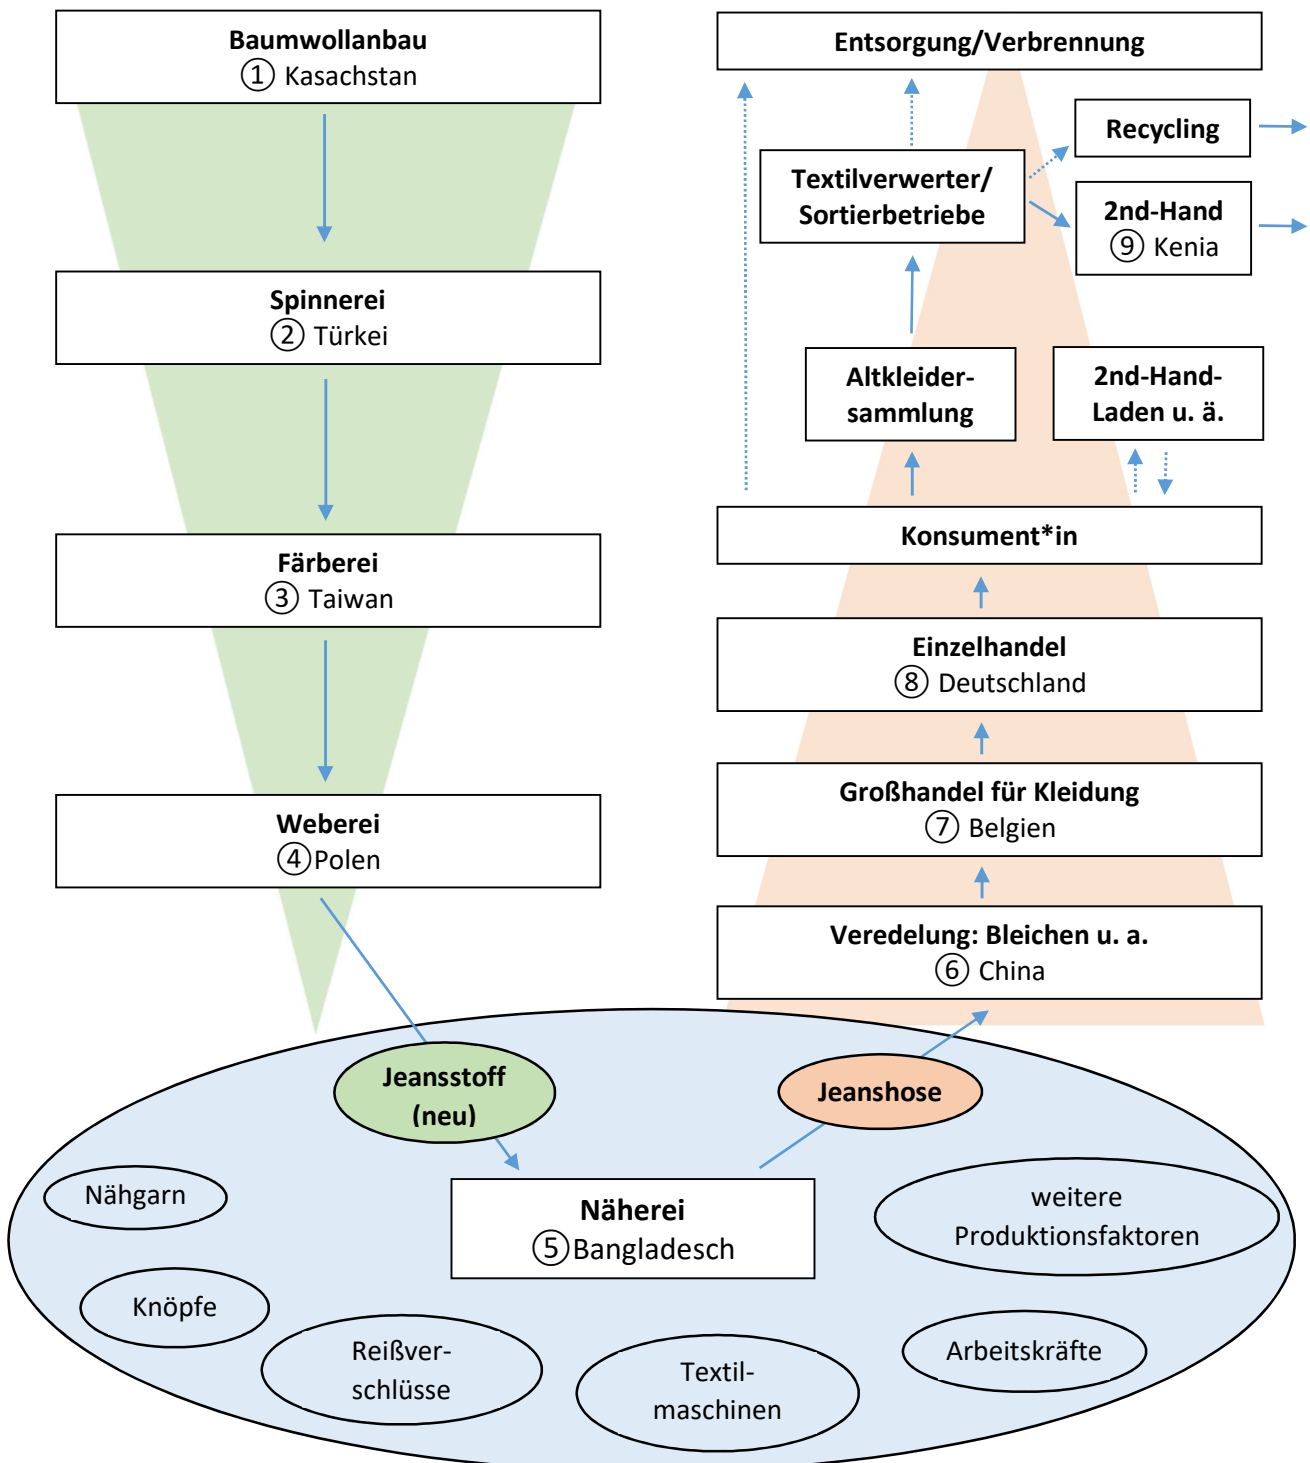 Baumwollanbau
① Kasachstan
Spinnerei
② Türkei
Färberei
③ Taiwan
Weberei
④Polen
Entsorgung/Verbrennung
Recycling
Textilverwerter/
Sortierbetriebe
2nd-Hand
⑨ Kenia
Altkleider-
sammlung
2nd-Hand-
Laden u. ä.
Konsument*in
Einzelhandel
⑧ Deutschland
Großhandel für Kleidung
⑦ Belgien
Veredelung: Bleichen u. a.
⑥ China
Jeansstoff
(neu)
Jeanshose
Näherei
⑤Bangladesch
Nähgarn
Knöpfe
Reißver-
schlüsse
Textil-
maschinen
Arbeitskräfte
weitere
Produktionsfaktoren